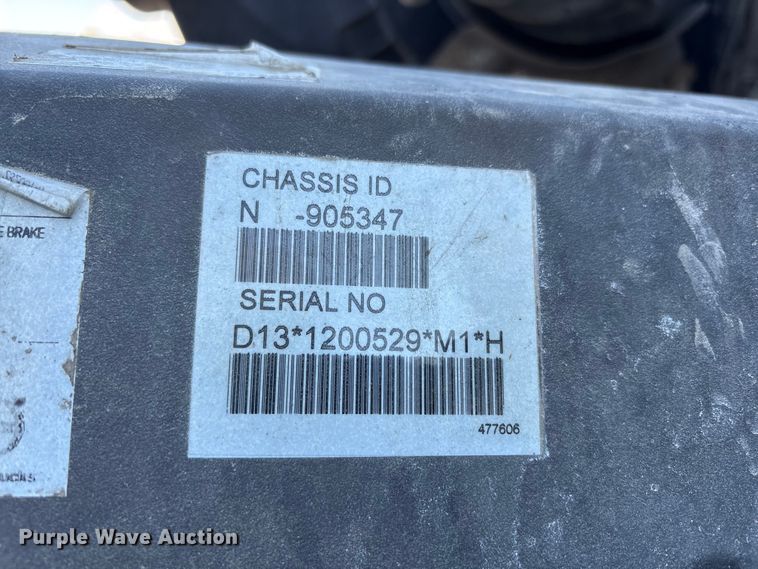 E BRAKE
CHASSIS ID
N -905347
SERIAL NO
D13*1200529*M1*H
477606
Purple Wave Auction